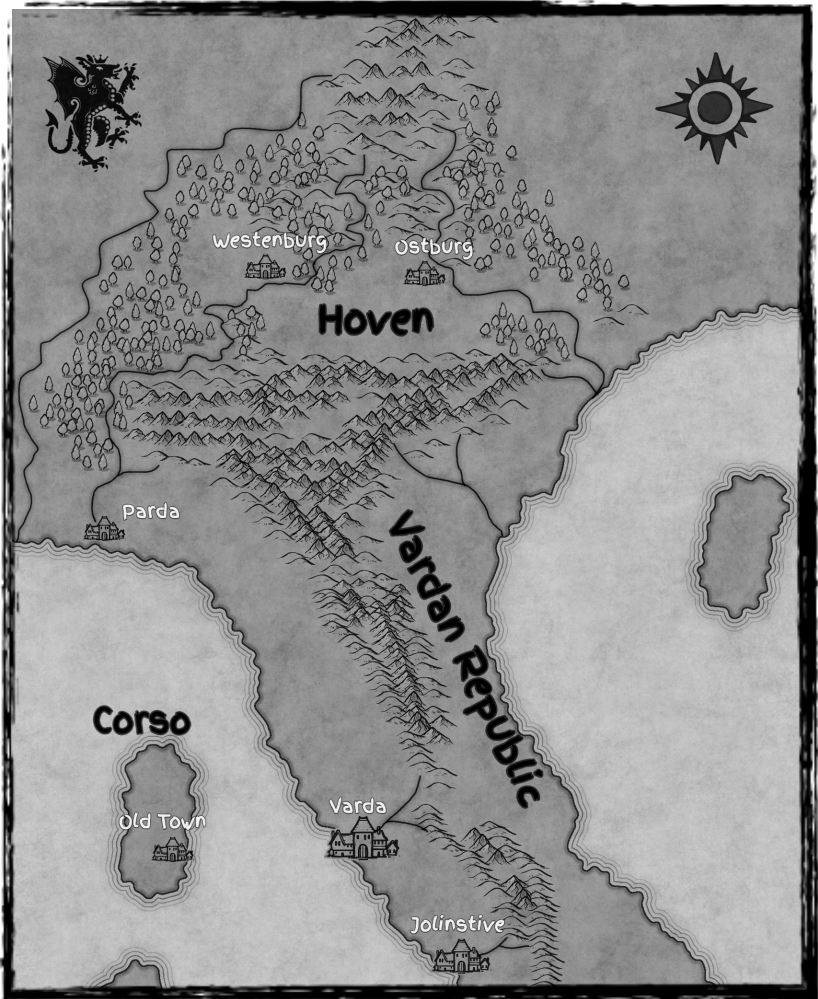 Westenburg
Ostburg
Hoven
Parda
Vardan Republic
Corso
Varda
Old Town
Jolinstive